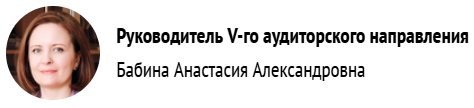 Руководитель V-го аудиторского направления
Бабина Анастасия Александровна